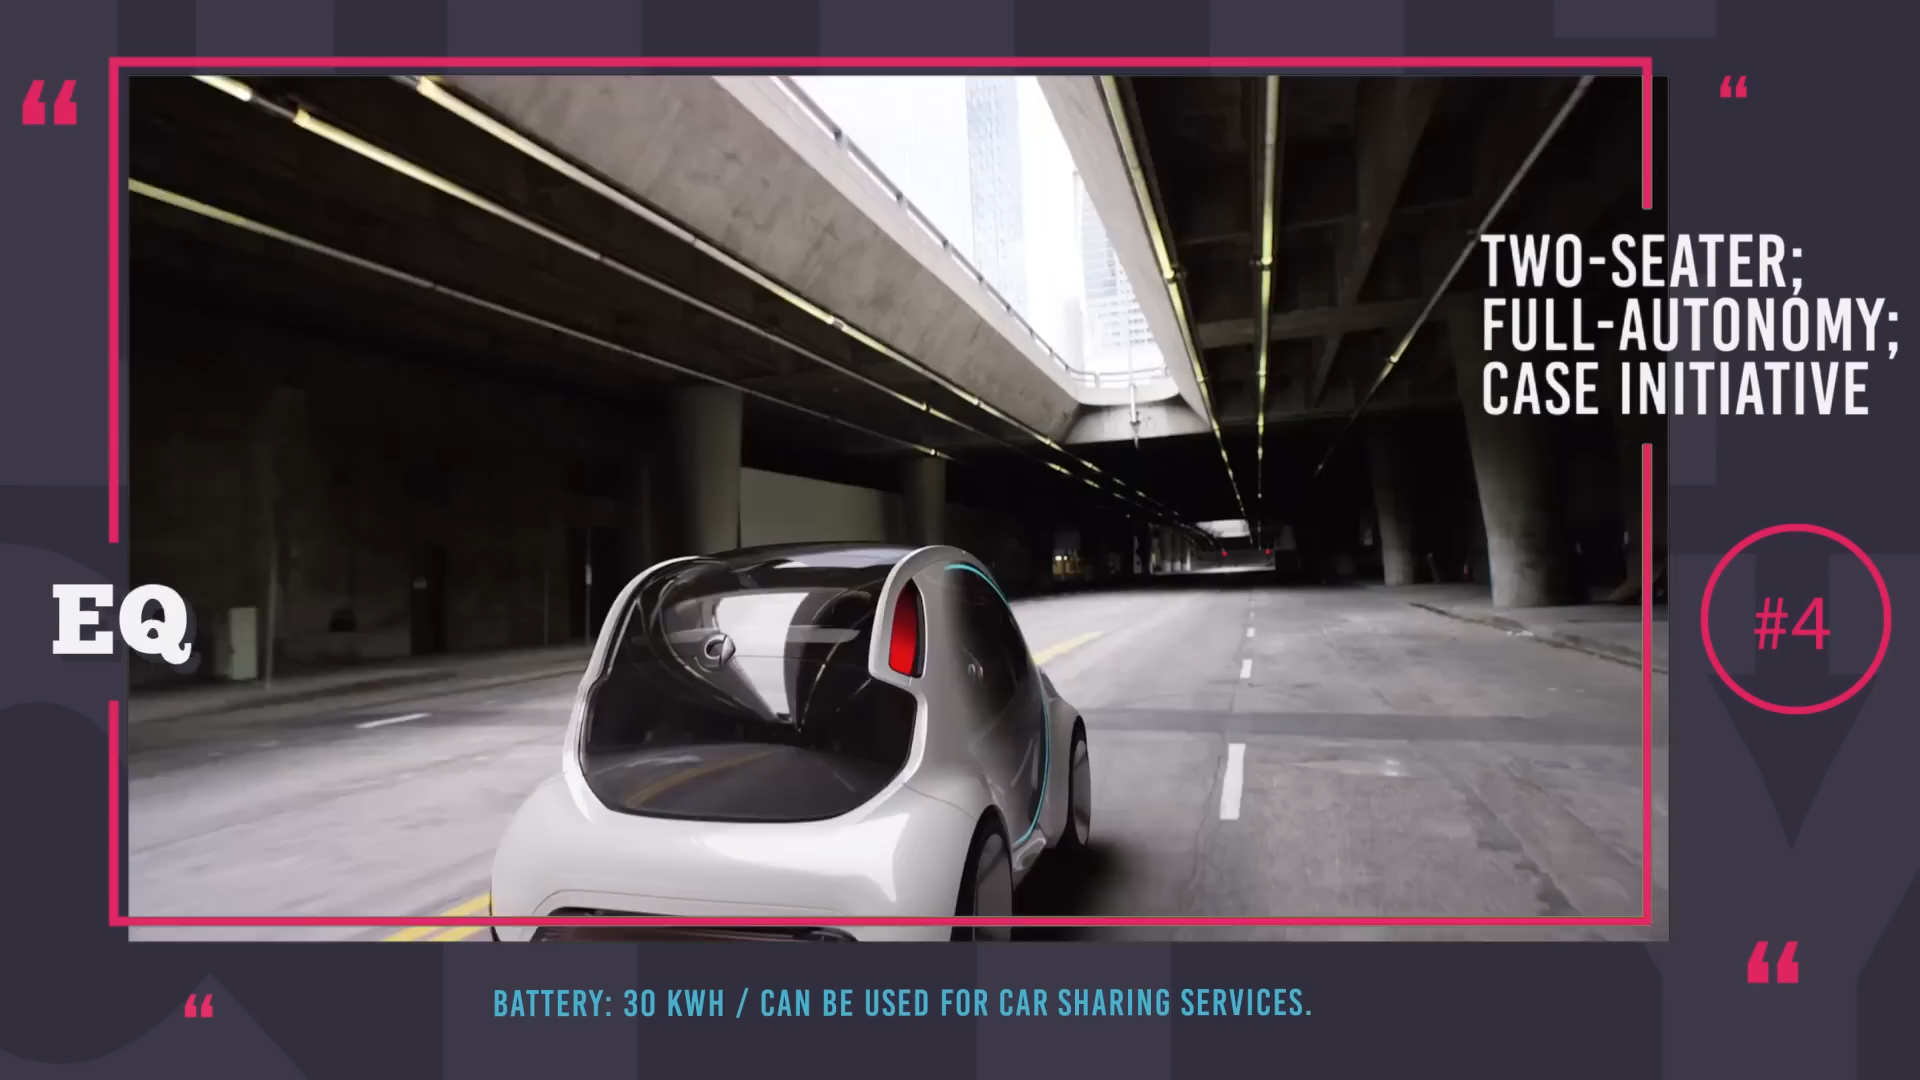 TWO-SEATER;
FULL-AUTONOMY;
CASE INITIATIVE
EQ
#4
BATTERY: 30 KWH / CAN BE USED FOR CAR SHARING SERVICES.